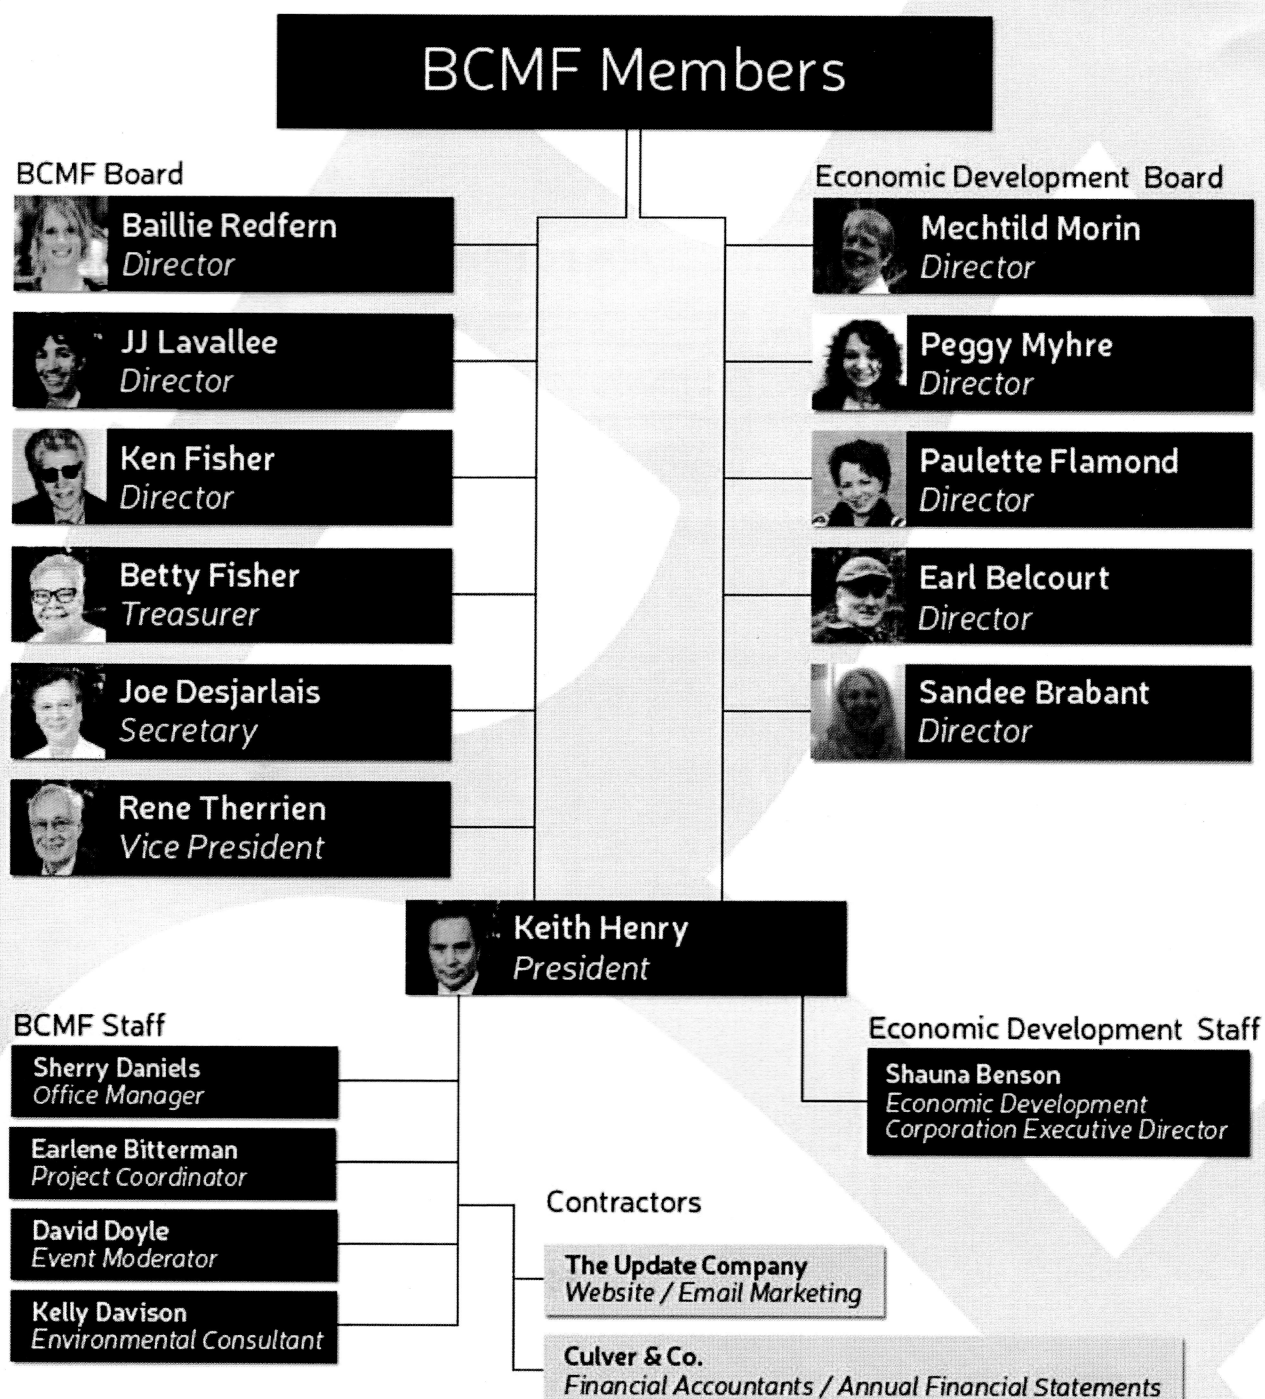 BCMF Members
BCMF Board
Baillie Redfern
Director
JJ Lavallee
Director
Ken Fisher
Director
Betty Fisher
Treasurer
Joe Desjarlais
Secretary
Rene Therrien
Vice President
Economic Development Board
Mechtild Morin
Director
Peggy Myhre
Director
Paulette Flamond
Director
Earl Belcourt
Director
Sandee Brabant
Director
Keith Henry
President
BCMF Staff
Sherry Daniels
Office Manager
Earlene Bitterman
Project Coordinator
David Doyle
Event Moderator
Kelly Davison
Environmental Consultant
Economic Development Staff
Shauna Benson
Economic Development
Corporation Executive Director
Contractors
The Update Company
Website / Email Marketing
Culver & Co.
Financial Accountants / Annual Financial Statements